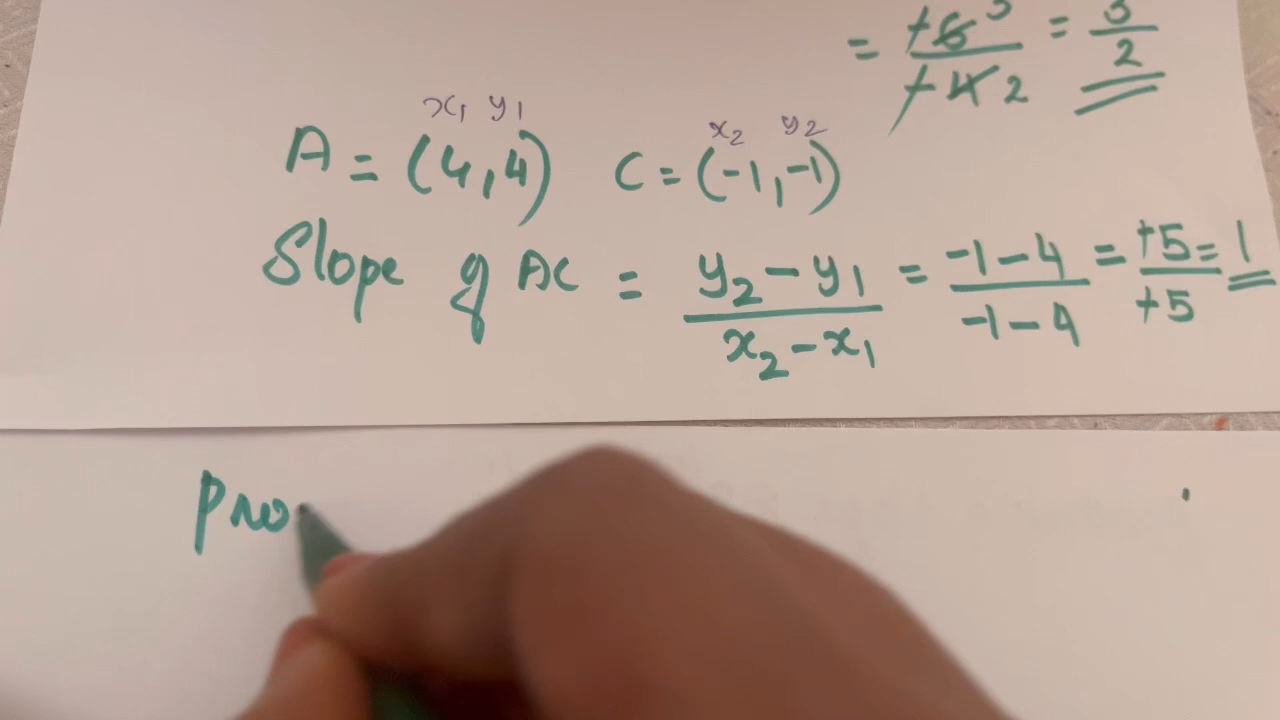 = +6 3 / +4 2 = 3/2
x1 y1 x2 y2
A = (4,4) C = (-1,-1)
Slope of AC = y2-y1 / x2-x1 = -1-4 / -1-4 = +5/+5 = 1
Pro